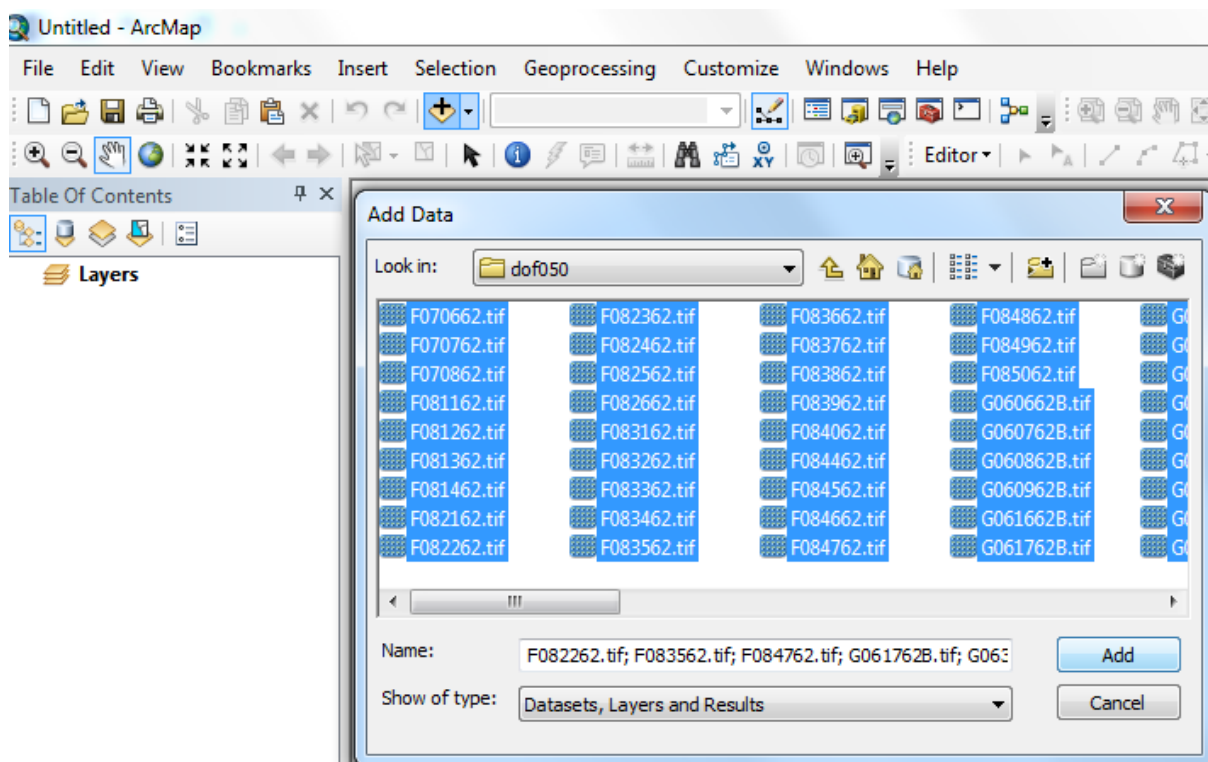 Untitled - ArcMap
File Edit View Bookmarks Insert Selection Geoprocessing Customize Windows Help
XY Editor
Table Of Contents
Layers
Add Data
Look in: dof050
F070662.tif F082362.tif F083662.tif F084862.tif
F070762.tif F082462.tif F083762.tif F084962.tif
F070862.tif F082562.tif F083862.tif F085062.tif
F081162.tif F082662.tif F083962.tif G060662B.tif
F081262.tif F083162.tif F084062.tif G060762B.tif
F081362.tif F083262.tif F084462.tif G060862B.tif
F081462.tif F083362.tif F084562.tif G060962B.tif
F082162.tif F083462.tif F084662.tif G061662B.tif
F082262.tif F083562.tif F084762.tif G061762B.tif
Name: F082262.tif; F083562.tif; F084762.tif; G061762B.tif; G063
Add
Show of type: Datasets, Layers and Results
Cancel